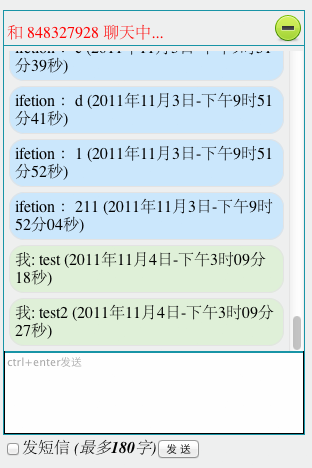 和 848327928 聊天中...
分39秒)
ifetion： d (2011年11月3日-下午9时51
分41秒)
ifetion： 1 (2011年11月3日-下午9时51
分52秒)
ifetion： 211 (2011年11月3日-下午9时
52分04秒)
我: test (2011年11月4日-下午3时09分
18秒)
我: test2 (2011年11月4日-下午3时09分
27秒)
ctrl+enter发送
发短信 (最多180字) 发 送